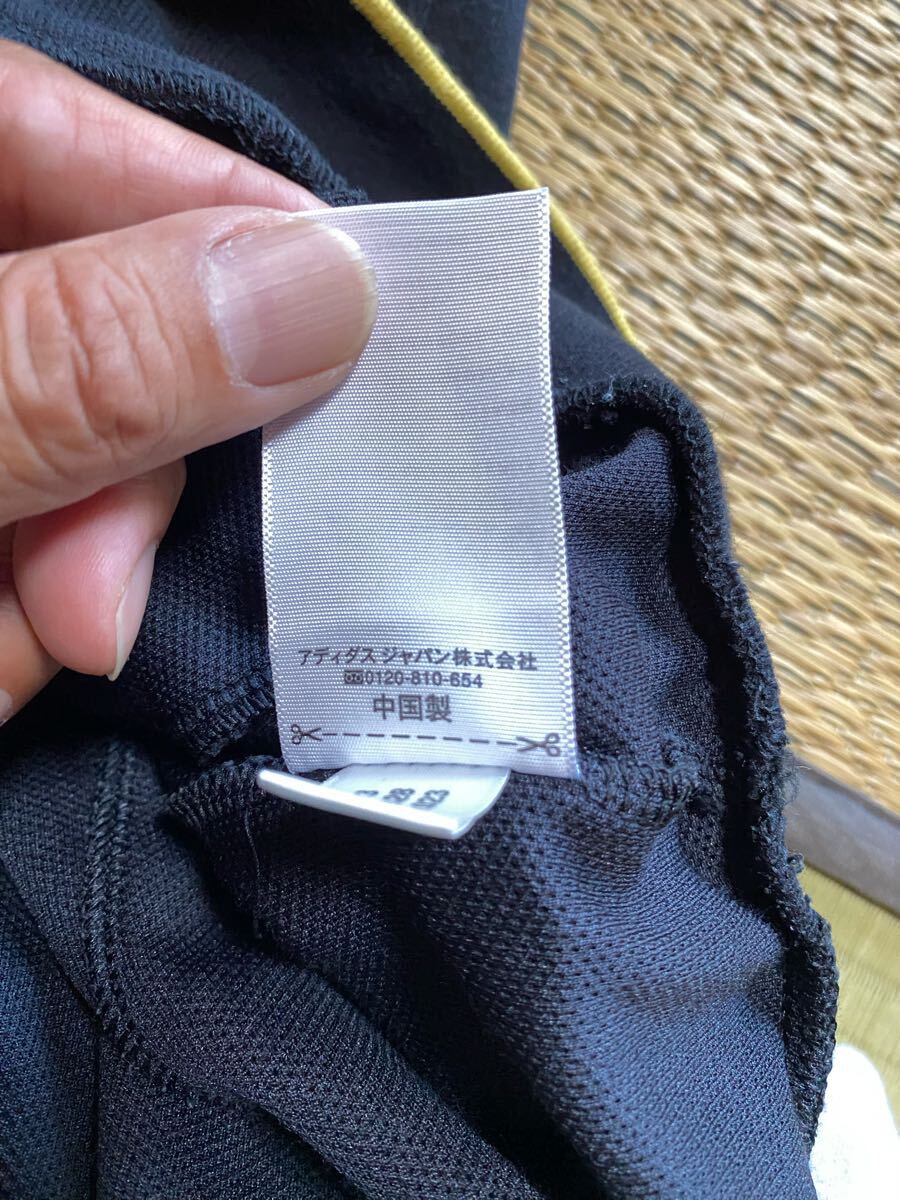 アディダス ジャパン株式会社
0120-810-654
中国製